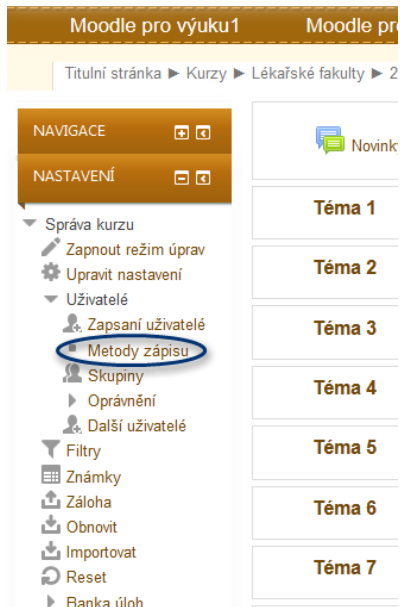 Moodle pro výuku1 Moodle pro
Titulní stránka ► Kurzy ► Lékařské fakulty ► 2
NAVIGACE
NASTAVENÍ
Správa kurzu
Zapnout režim úprav
Upravit nastavení
Uživatelé
Zapsaní uživatelé
Metody zápisu
Skupiny
Oprávnění
Další uživatelé
Filtry
Známky
Záloha
Obnovit
Importovat
Reset
Banka úloh
Novinky
Téma 1
Téma 2
Téma 3
Téma 4
Téma 5
Téma 6
Téma 7